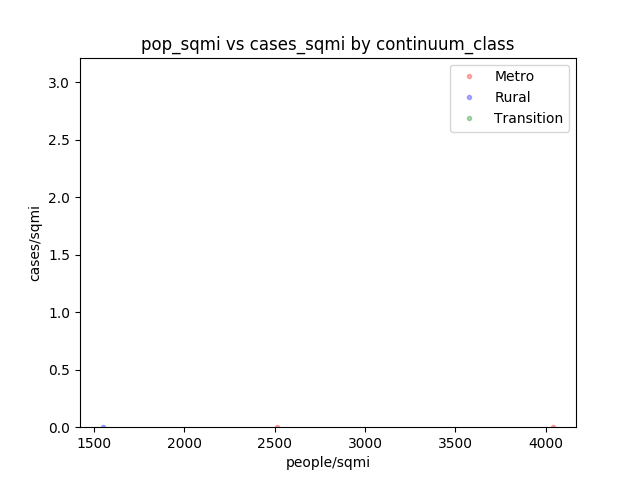 pop_sqmi vs cases_sqmi by continuum_class
Metro
Rural
Transition
3.0
2.5
2.0
1.5
1.0
0.5
0.0
cases/sqmi
1500 2000 2500 3000 3500 4000
people/sqmi